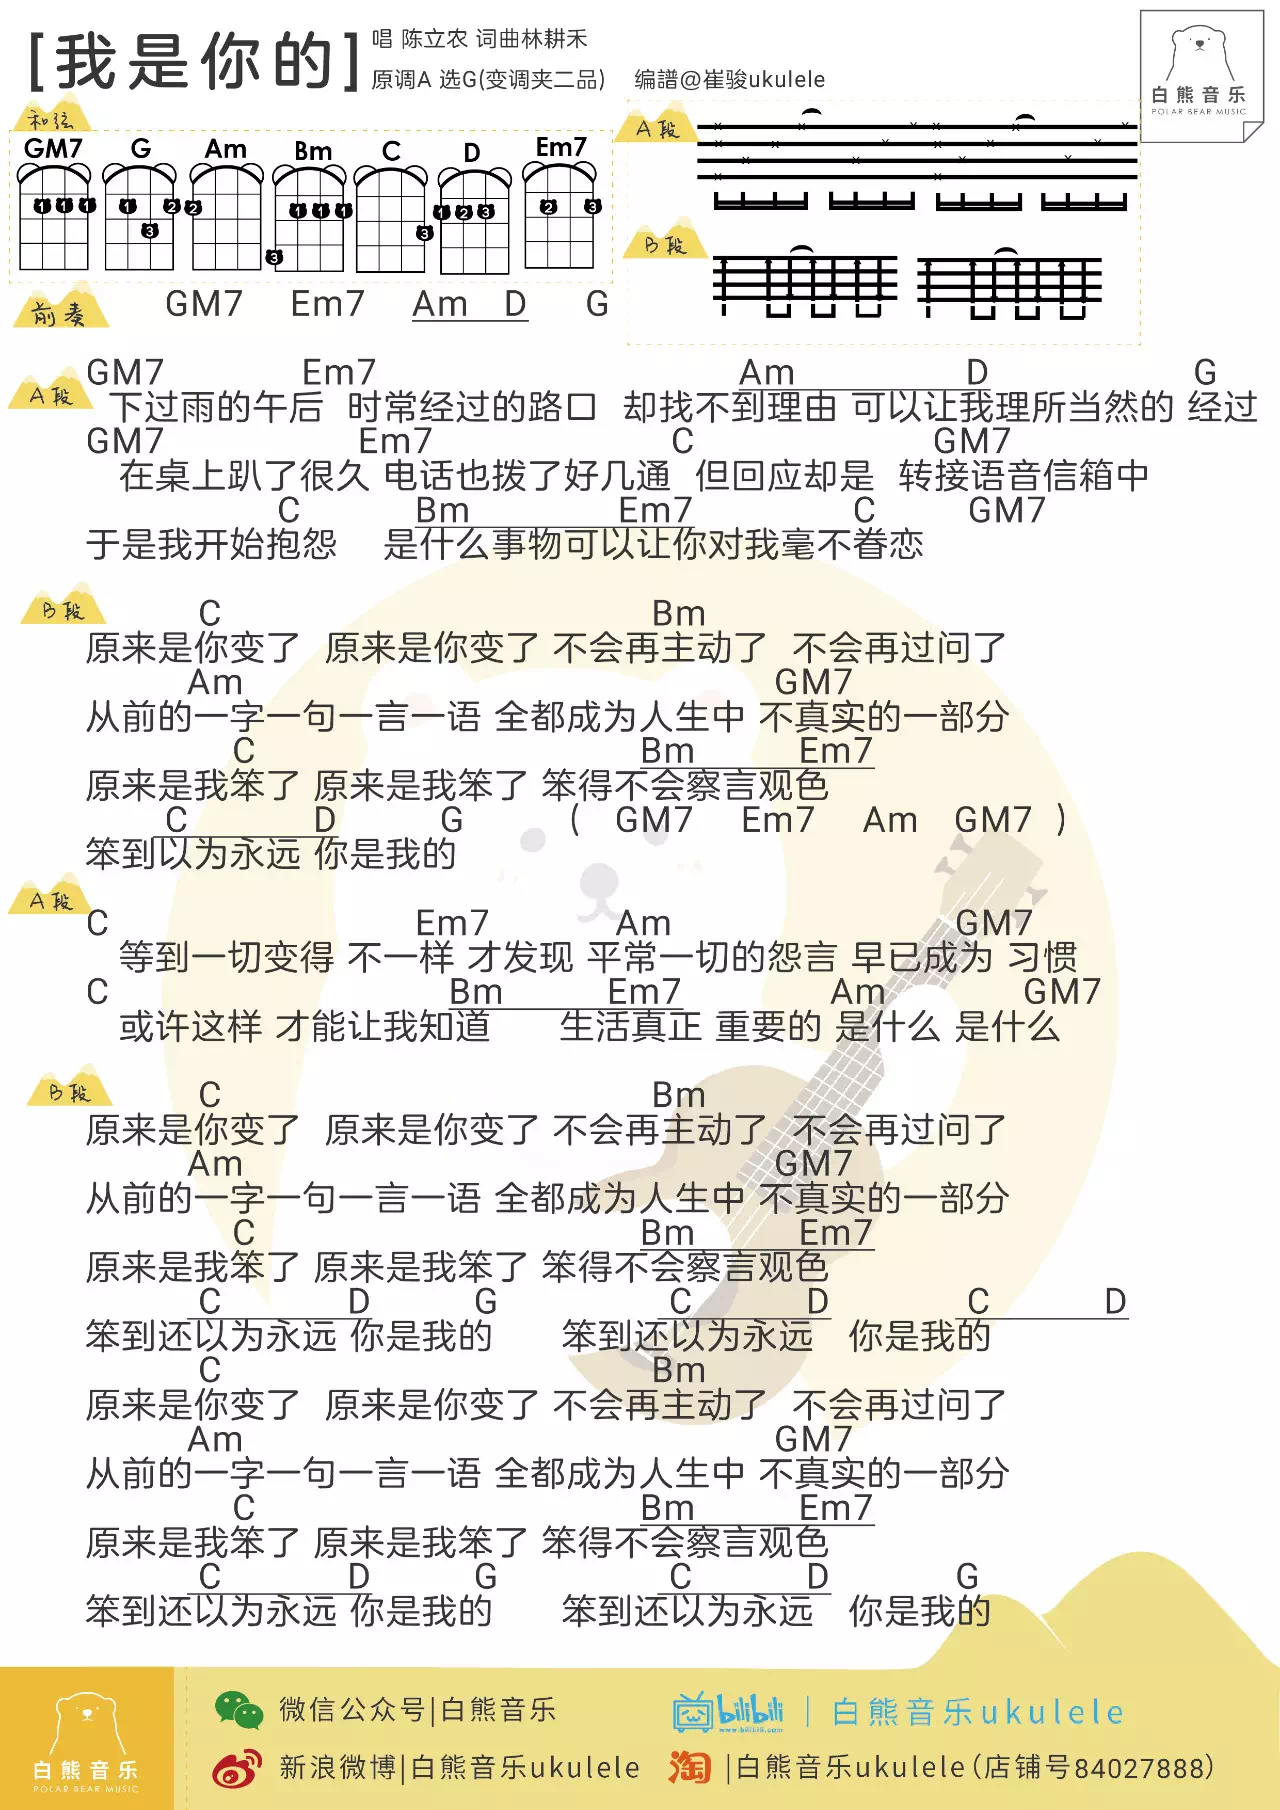 [我是你的]
唱 陈立农 词曲林耕禾
原调A 选G(变调夹二品) 编譜@崔骏ukulele
白熊音乐
POLAR BEAR MUSIC
和弦
GM7 G Am Bm C D Em7
A段
B段
前奏 GM7 Em7 Am D G
GM7 Em7 Am D G
A段 下过雨的午后 时常经过的路口 却找不到理由 可以让我理所当然的 经过
GM7 Em7 C GM7
在桌上趴了很久 电话也拨了好几通 但回应却是 转接语音信箱中
C Bm Em7 C GM7
于是我开始抱怨 是什么事物可以让你对我毫不眷恋
B段 C Bm
原来是你变了 原来是你变了 不会再主动了 不会再过问了
Am GM7
从前的一字一句一言一语 全都成为人生中 不真实的一部分
C Bm Em7
原来是我笨了 原来是我笨了 笨得不会察言观色
C D G ( GM7 Em7 Am GM7 )
笨到以为永远 你是我的
A段
C Em7 Am GM7
等到一切变得 不一样 才发现 平常一切的怨言 早已成为 习惯
C Bm Em7 Am GM7
或许这样 才能让我知道 生活真正 重要的 是什么 是什么
B段 C Bm
原来是你变了 原来是你变了 不会再主动了 不会再过问了
Am GM7
从前的一字一句一言一语 全都成为人生中 不真实的一部分
C Bm Em7
原来是我笨了 原来是我笨了 笨得不会察言观色
C D G C D C D
笨到还以为永远 你是我的 笨到还以为永远 你是我的
C Bm
原来是你变了 原来是你变了 不会再主动了 不会再过问了
Am GM7
从前的一字一句一言一语 全都成为人生中 不真实的一部分
C Bm Em7
原来是我笨了 原来是我笨了 笨得不会察言观色
C D G C D G
笨到还以为永远 你是我的 笨到还以为永远 你是我的
白熊音乐
POLAR BEAR MUSIC
微信公众号|白熊音乐
bilibili www.bilibili.com | 白熊音乐ukulele
新浪微博|白熊音乐ukulele
淘 |白熊音乐ukulele(店铺号84027888)